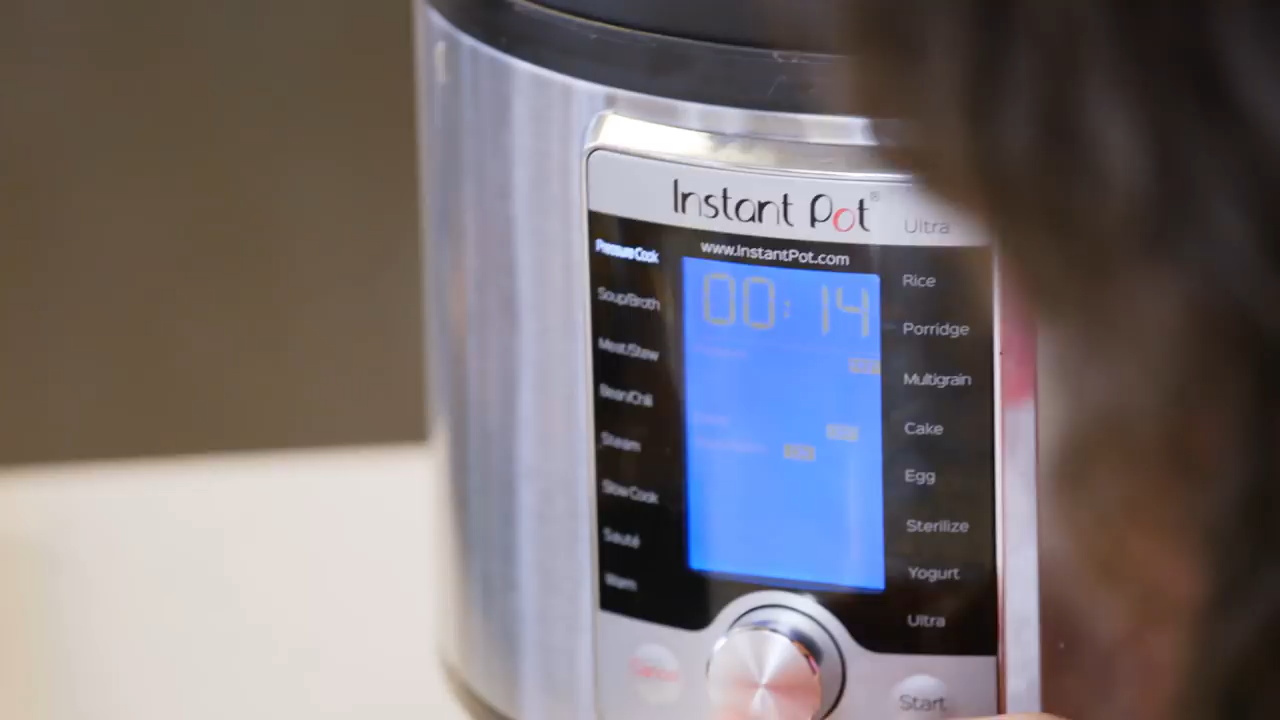 Instant Pot®
Ultra
www.InstantPot.com
Pressure Cook
Soup/Broth
Meat/Stew
Bean/Chili
Steam
Slow Cook
Sauté
Warm
00:14
Rice
Porridge
Multigrain
Cake
Egg
Sterilize
Yogurt
Ultra
Cancel
Start